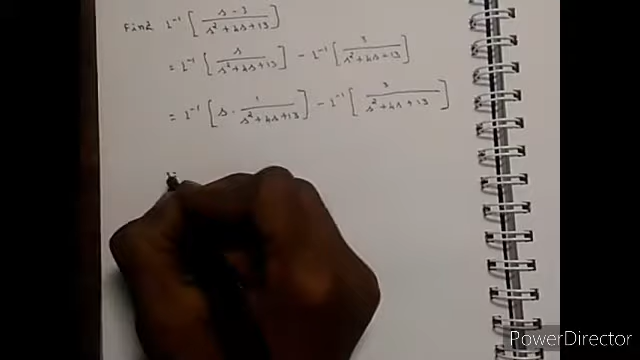 Find L⁻¹ [ (s - 3) / (s² + 4s + 13) ]
= L⁻¹ [ s / (s² + 4s + 13) ] - L⁻¹ [ 3 / (s² + 4s + 13) ]
= L⁻¹ [ s · 1 / (s² + 4s + 13) ] - L⁻¹ [ 3 / (s² + 4s + 13) ]
PowerDirector